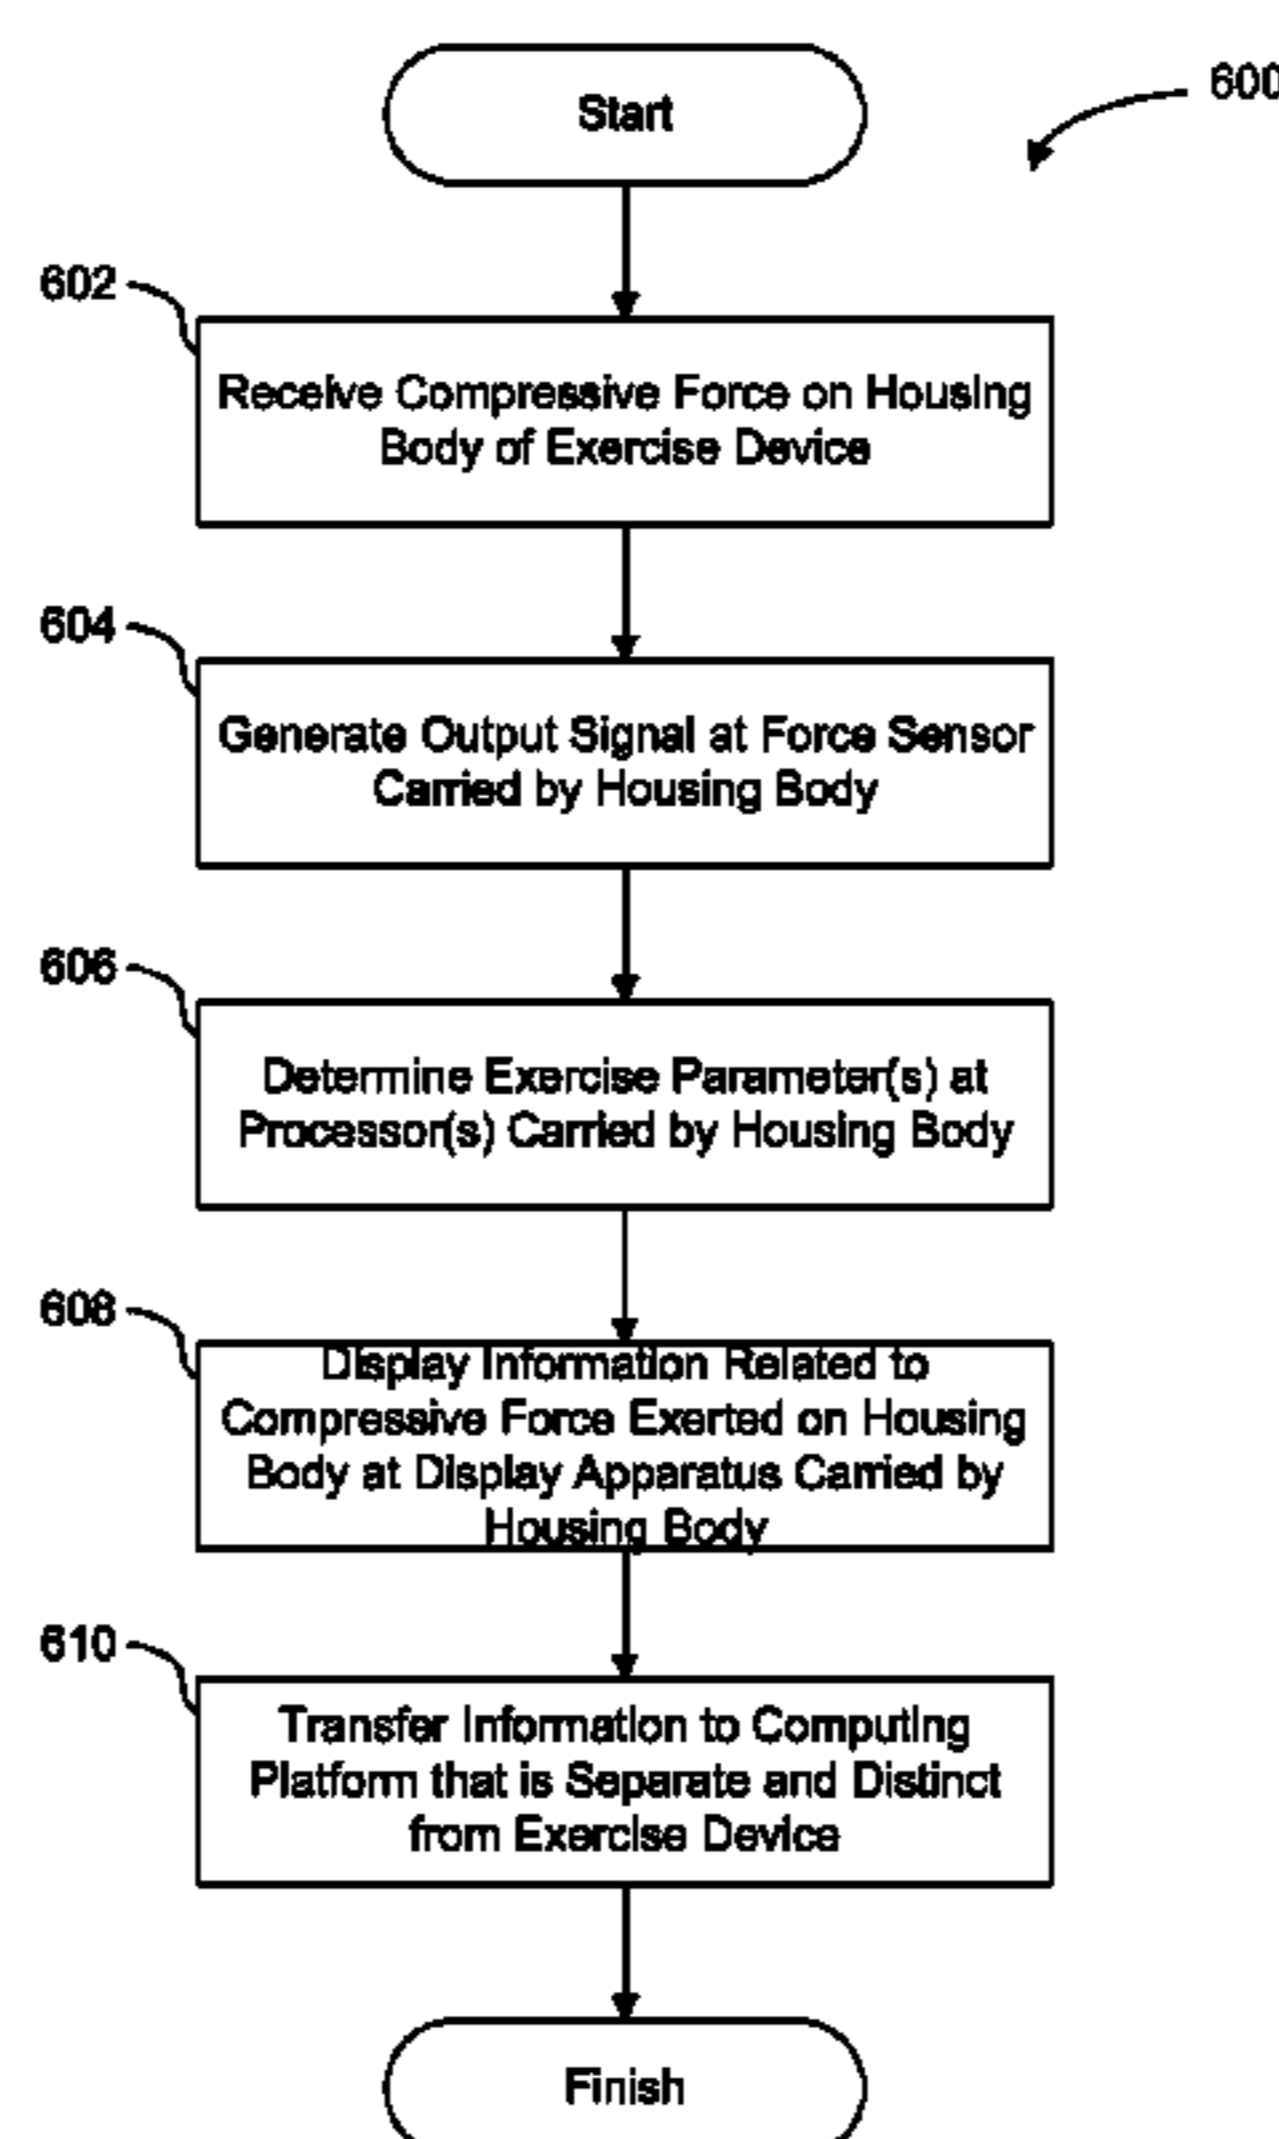 Start
600
602
Receive Compressive Force on Housing
Body of Exercise Device
604
Generate Output Signal at Force Sensor
Carried by Housing Body
606
Determine Exercise Parameter(s) at
Processor(s) Carried by Housing Body
608
Display Information Related to
Compressive Force Exerted on Housing
Body at Display Apparatus Carried by
Housing Body
610
Transfer Information to Computing
Platform that is Separate and Distinct
from Exercise Device
Finish